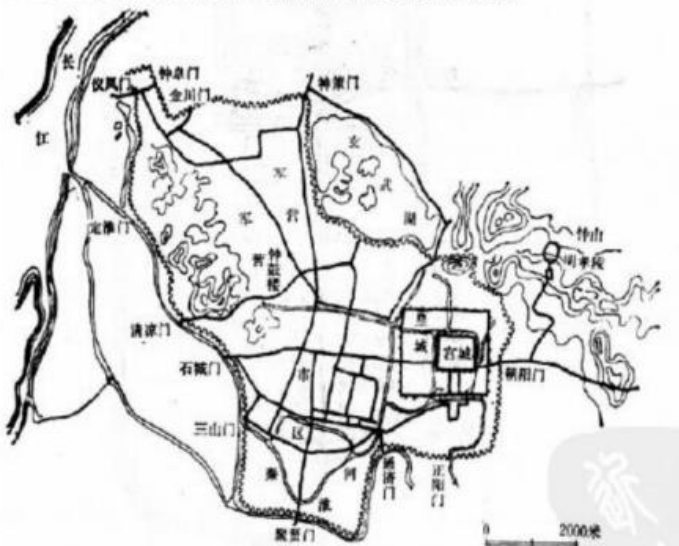 长
江
仪凤门
钟阜门
金川门
神策门
玄
武
湖
军
营
军
营
钟鼓楼
定淮门
清凉门
石城门
三山门
市
区
秦
淮
河
聚宝门
通济门
正阳门
皇
城
宫城
朝阳门
钟山
明孝陵
0
2000米